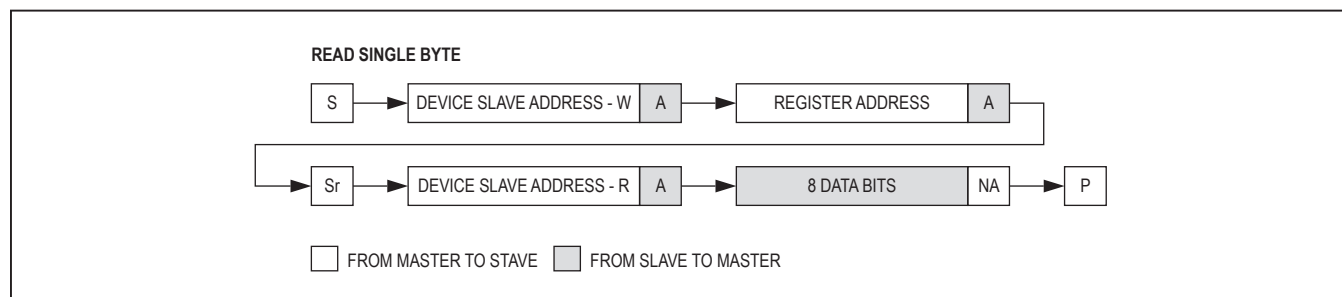 READ SINGLE BYTE
S DEVICE SLAVE ADDRESS - W A REGISTER ADDRESS A
Sr DEVICE SLAVE ADDRESS - R A 8 DATA BITS NA P
FROM MASTER TO STAVE FROM SLAVE TO MASTER